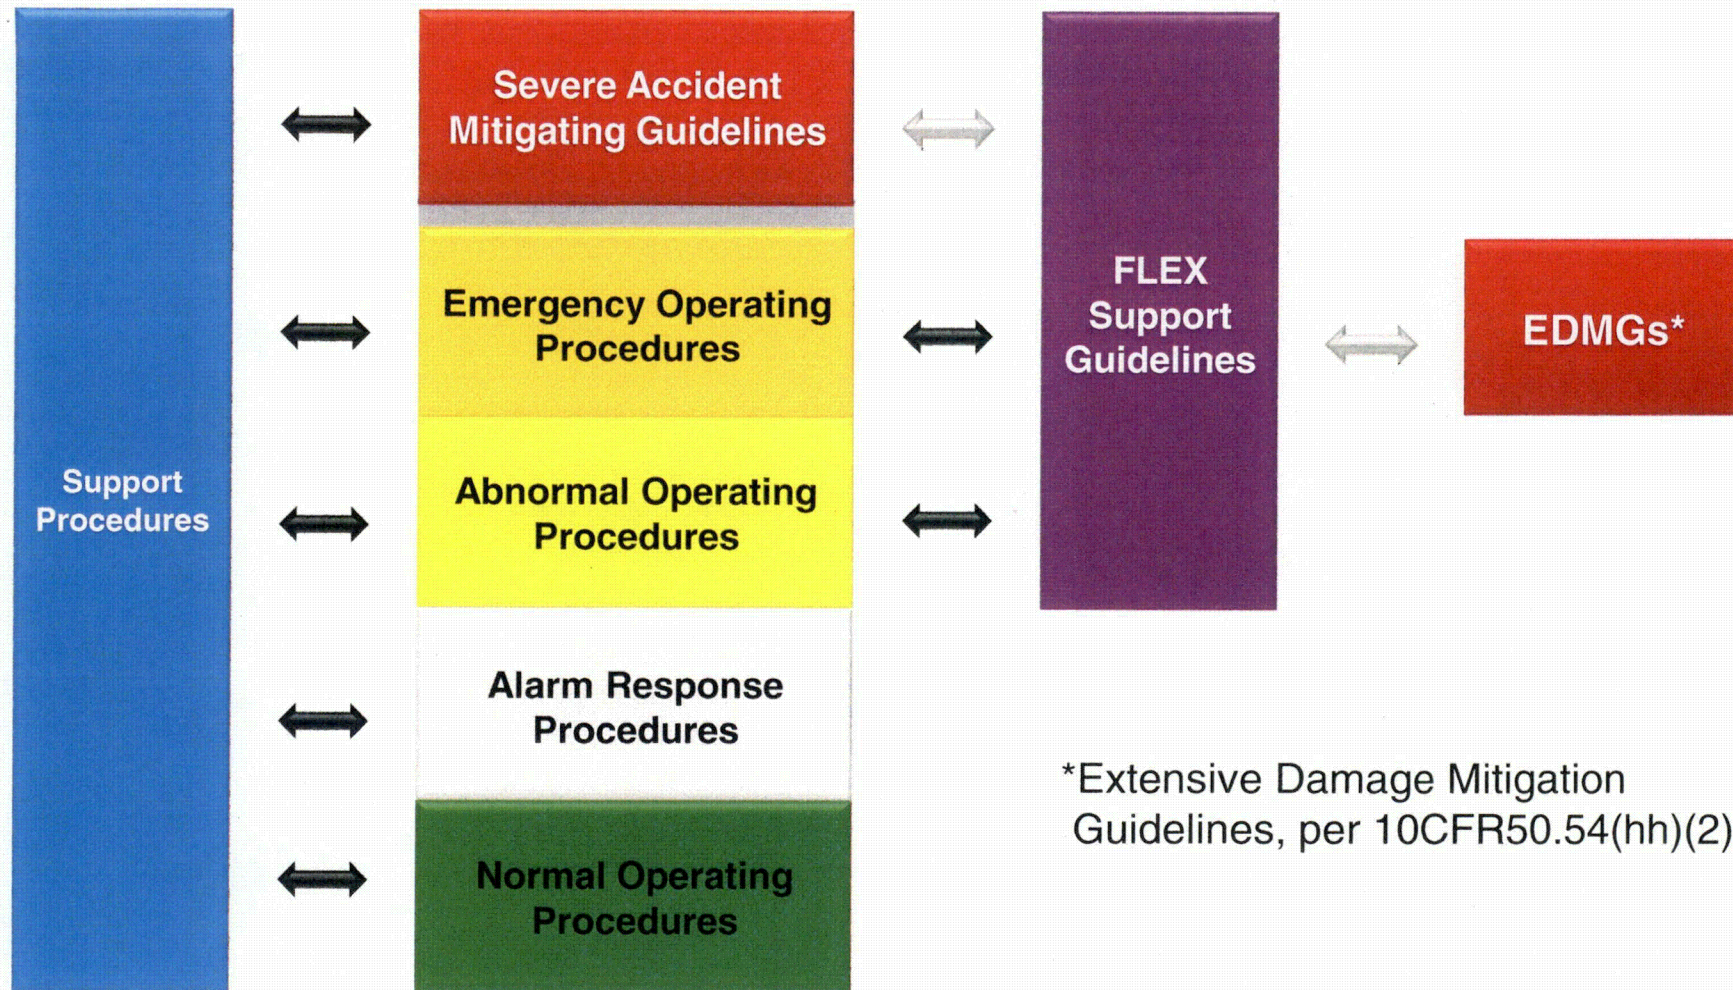 Severe Accident
Mitigating Guidelines
Emergency Operating
Procedures
FLEX
Support
Guidelines
EDMGs*
Support
Procedures
Abnormal Operating
Procedures
Alarm Response
Procedures
*Extensive Damage Mitigation
Guidelines, per 10CFR50.54(hh)(2)
Normal Operating
Procedures